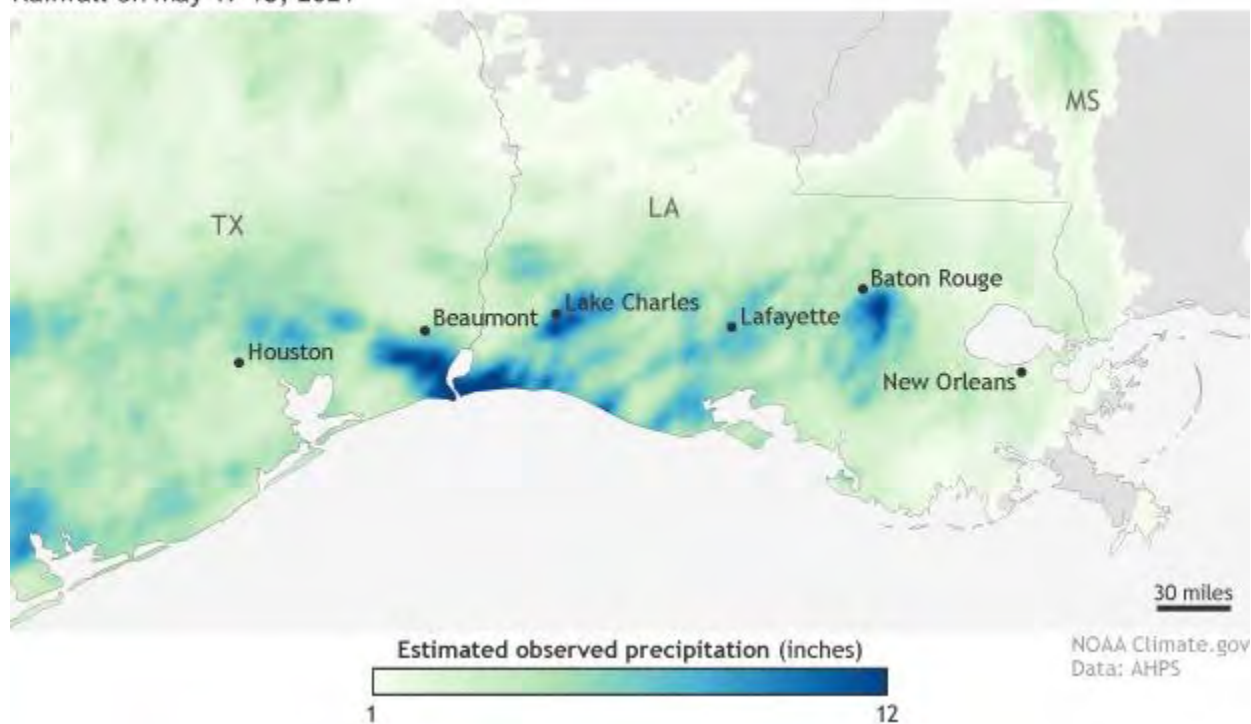 MS
TX
LA
Baton Rouge
Lake Charles
Beaumont
Lafayette
Houston
New Orleans
30 miles
Estimated observed precipitation (inches)
1
12
NOAA Climate.gov
Data: AHPS